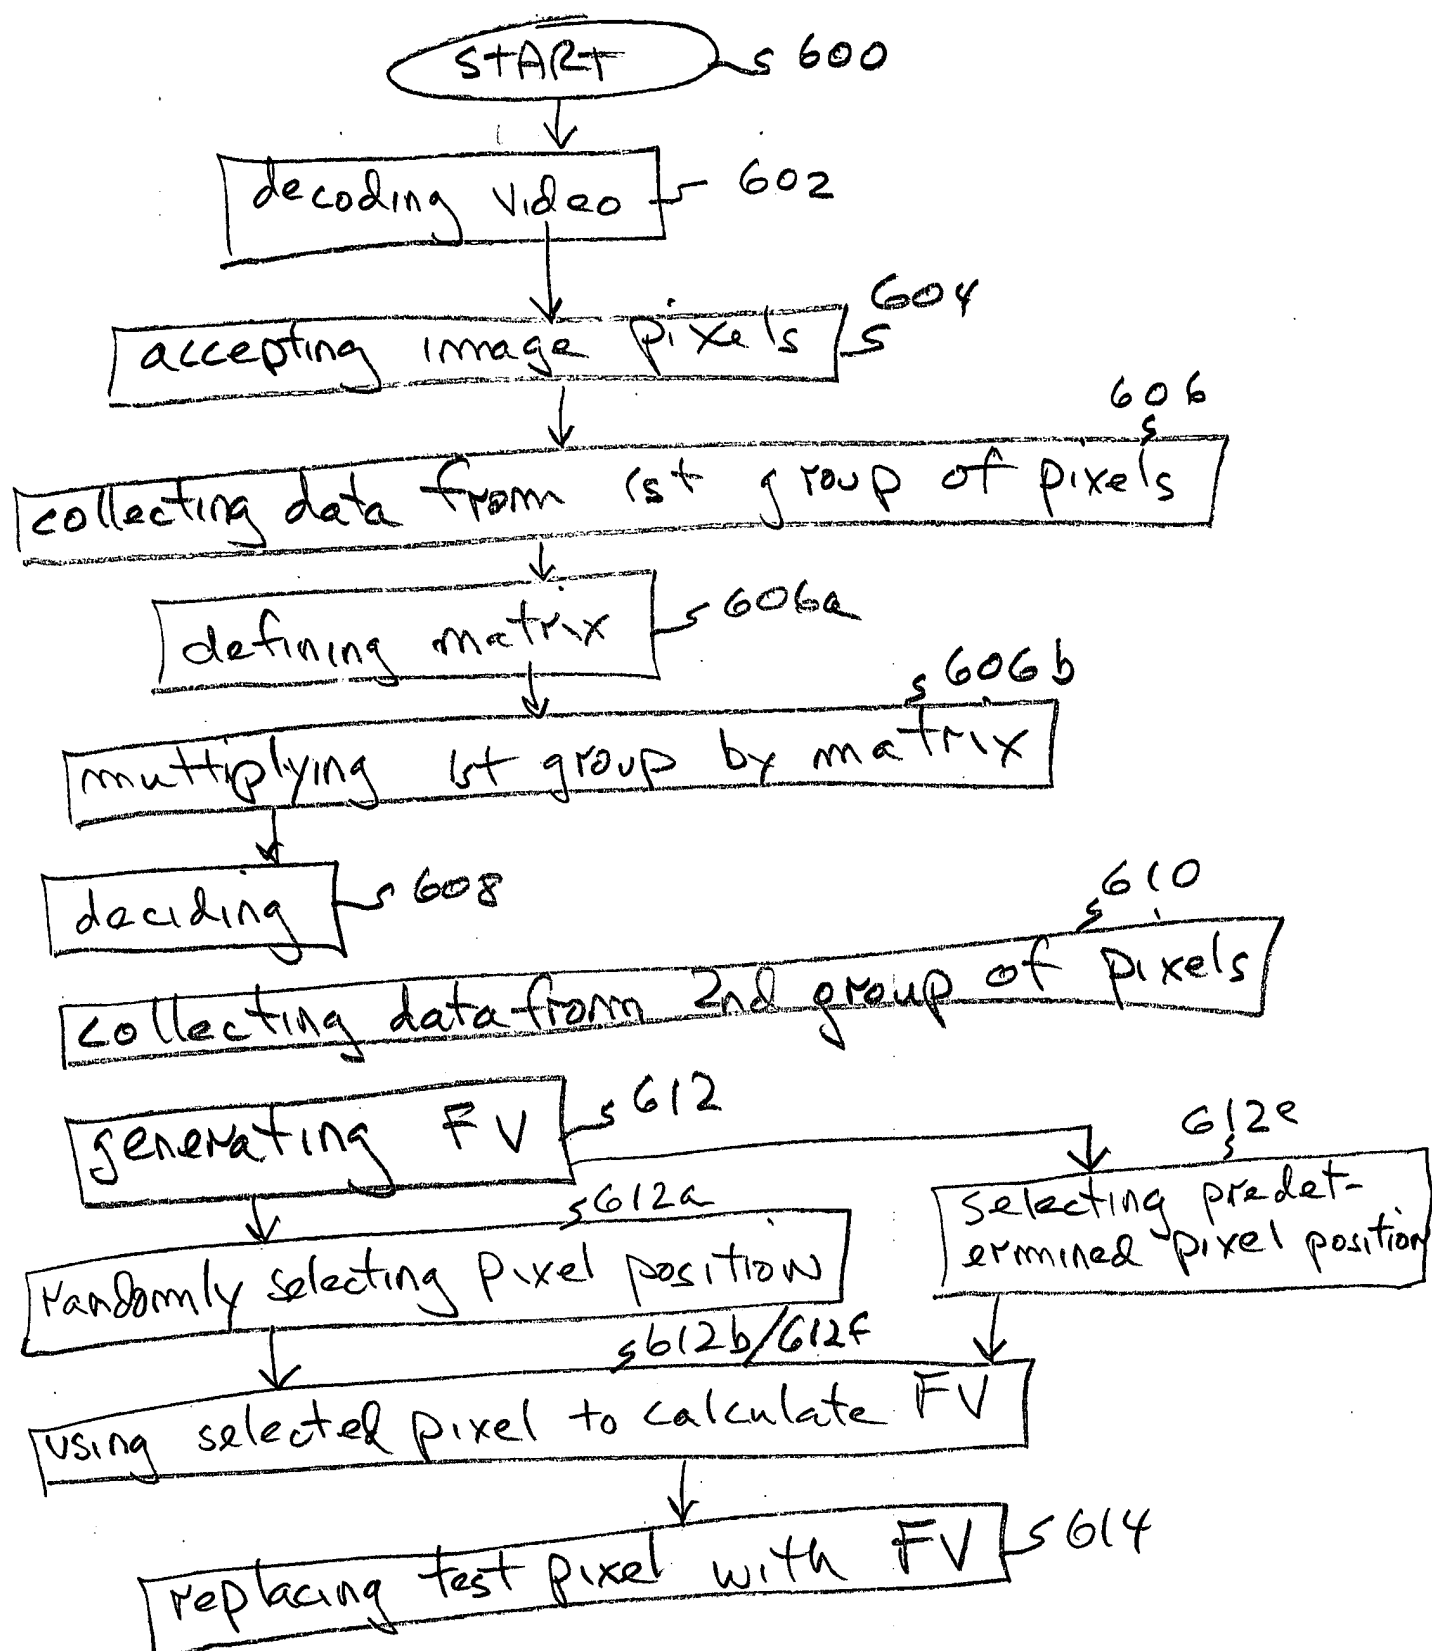 START 600
decoding video 602
accepting image pixels 604
606
collecting data from 1st group of pixels
defining matrix 606a
606b
multiplying 1st group by matrix
deciding 608
610
collecting data from 2nd group of pixels
generating FV 612
612e
selecting predet-
ermined pixel position
612a
randomly selecting pixel position
612b/612f
using selected pixel to calculate FV
replacing test pixel with FV 614